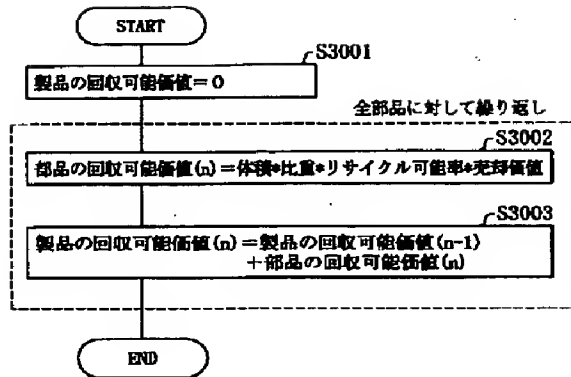 START
S3001
製品の回収可能価値=0
全部品に対して繰り返し
S3002
部品の回収可能価値(n)=体積*比重*リサイクル可能率*売却価値
S3003
製品の回収可能価値(n)=製品の回収可能価値(n-1)
+部品の回収可能価値(n)
END